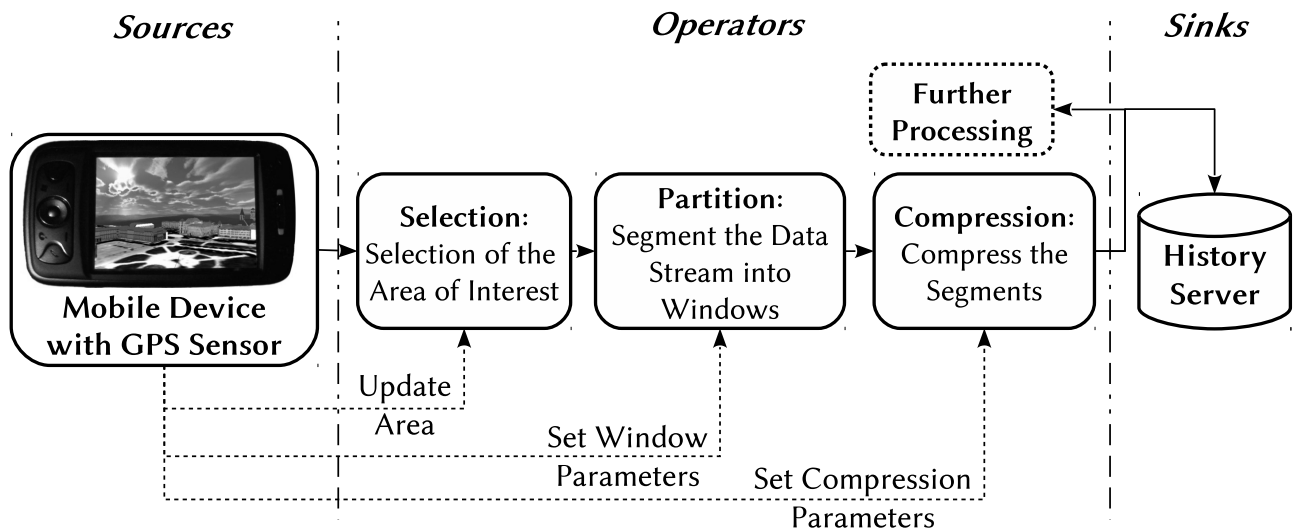 Sources
Operators
Sinks
Further
Processing
Mobile Device
with GPS Sensor
Selection:
Selection of the
Area of Interest
Partition:
Segment the Data
Stream into
Windows
Compression:
Compress the
Segments
History
Server
Update
Area
Set Window
Parameters
Set Compression
Parameters